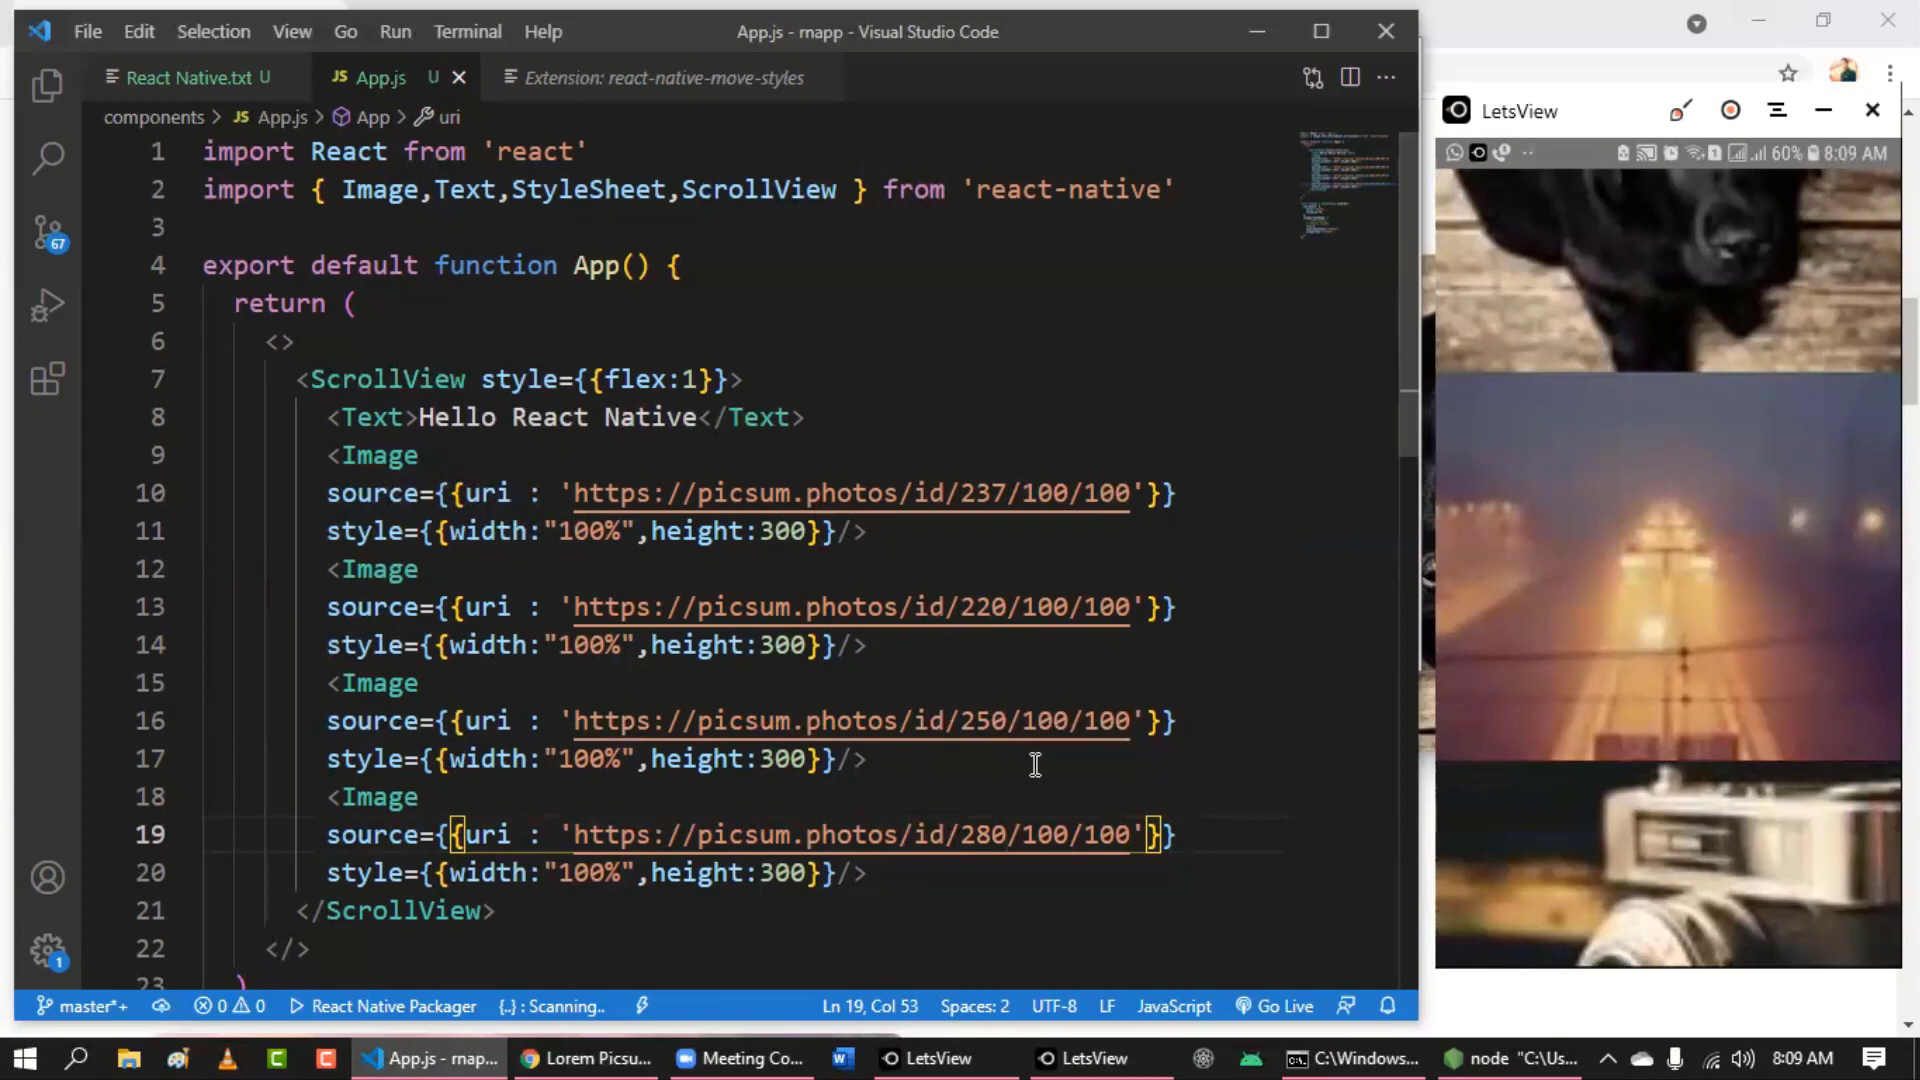 File Edit Selection View Go Run Terminal Help App.js - rnapp - Visual Studio Code
React Native.txt U JS App.js U Extension: react-native-move-styles
components > JS App.js > App > uri
1 import React from 'react'
2 import { Image,Text,StyleSheet,ScrollView } from 'react-native'
3
4 export default function App() {
5 return (
6 <>
7 <ScrollView style={{flex:1}}>
8 <Text>Hello React Native</Text>
9 <Image
10 source={{uri : 'https://picsum.photos/id/237/100/100'}}
11 style={{width:"100%",height:300}}/>
12 <Image
13 source={{uri : 'https://picsum.photos/id/220/100/100'}}
14 style={{width:"100%",height:300}}/>
15 <Image
16 source={{uri : 'https://picsum.photos/id/250/100/100'}}
17 style={{width:"100%",height:300}}/>
18 <Image
19 source={{uri : 'https://picsum.photos/id/280/100/100'}}
20 style={{width:"100%",height:300}}/>
21 </ScrollView>
22 </>
23 )
67
1
LetsView
60% 8:09 AM
master*+ 0 0 React Native Packager {..} : Scanning.. Ln 19, Col 53 Spaces: 2 UTF-8 LF JavaScript Go Live
App.js - rnap... Lorem Picsu... Meeting Co... LetsView LetsView C:\Windows... node "C:\Us... 8:09 AM